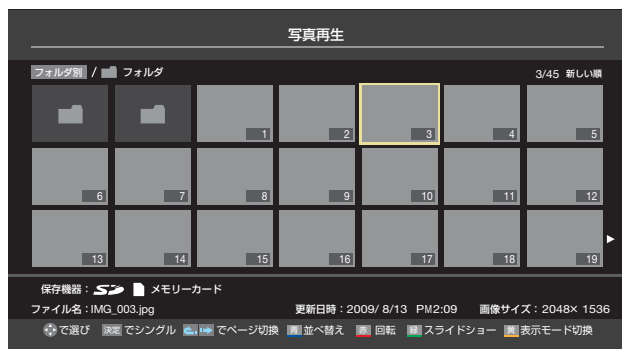 写真再生
フォルダ別 / フォルダ 3/45 新しい順
1 2 3 4 5
6 7 8 9 10 11 12
13 14 15 16 17 18 19
保存機器：SD メモリーカード
ファイル名：IMG_003.jpg 更新日時：2009/ 8/13 PM2:09 画像サイズ：2048× 1536
で選び 決定 でシングル でページ切換 青 並べ替え 赤 回転 緑 スライドショー 黄 表示モード切換